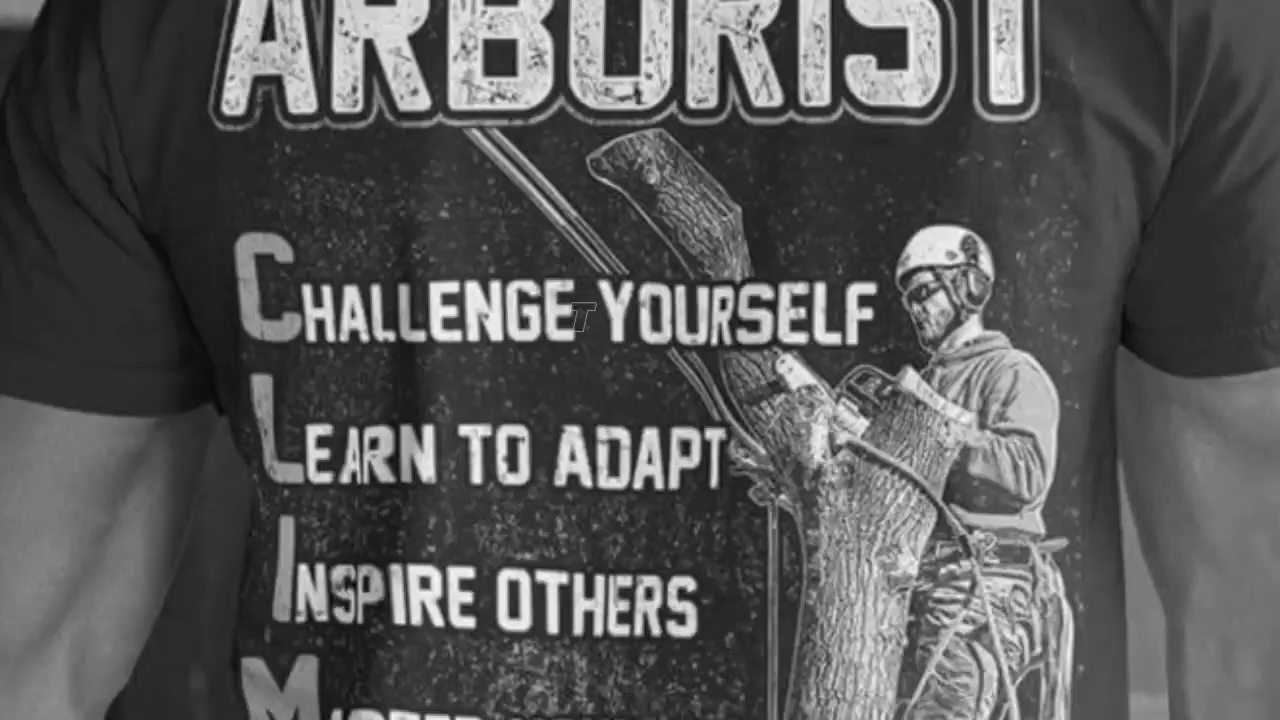 ARBORIST
CHALLENGE YOURSELF
T
LEARN TO ADAPT
INSPIRE OTHERS